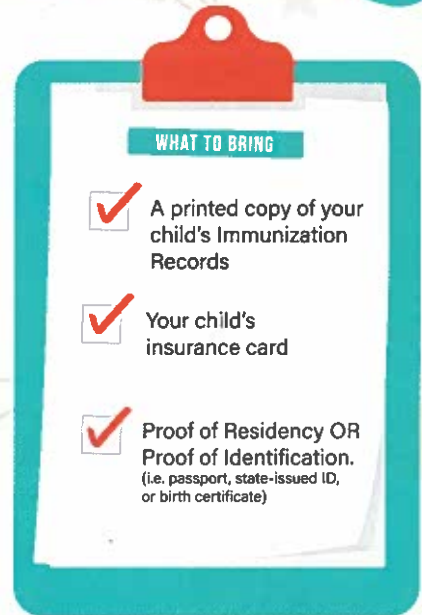 WHAT TO BRING
A printed copy of your
child's Immunization
Records
Your child's
insurance card
Proof of Residency OR
Proof of Identification.
(i.e. passport, state-issued ID,
or birth certificate)